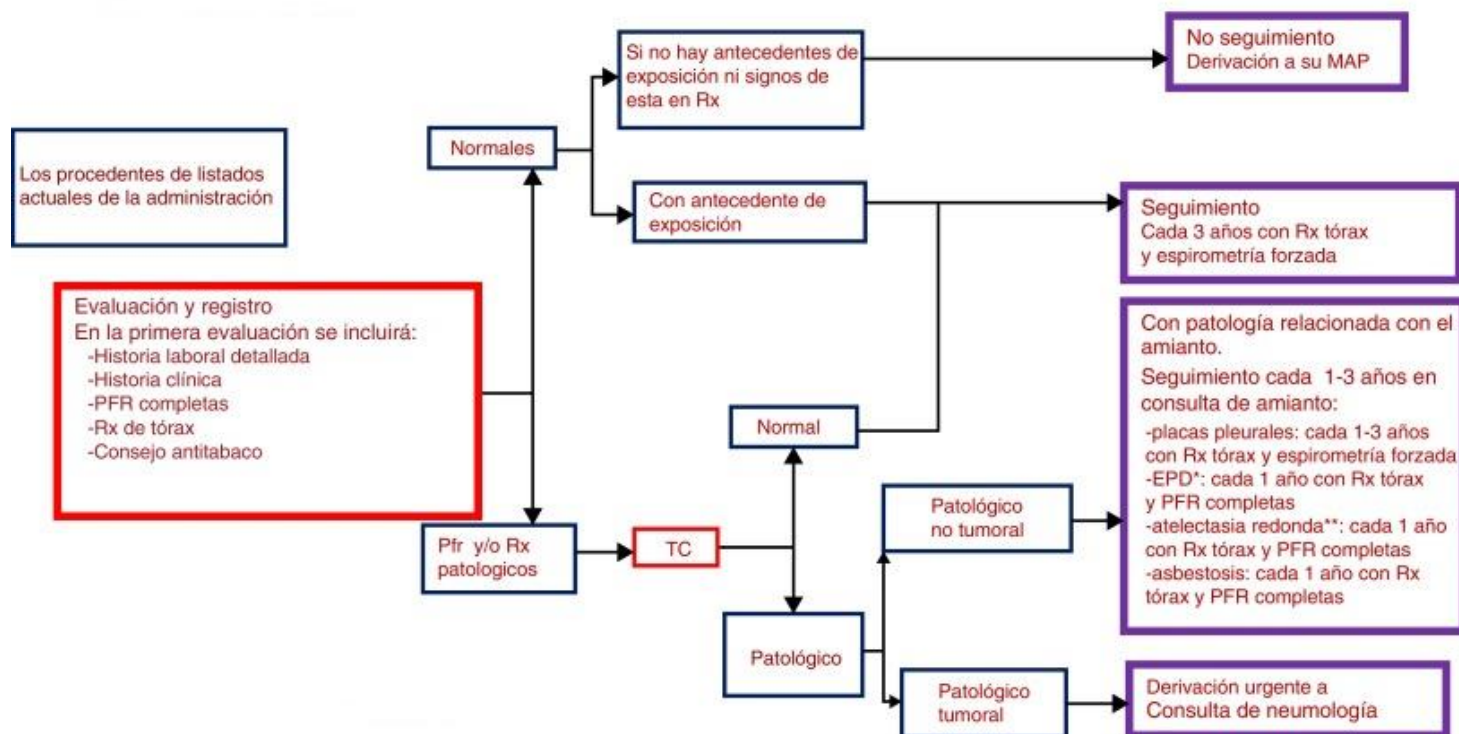 Los procedentes de listados
actuales de la administración
Evaluación y registro
En la primera evaluación se incluirá:
-Historia laboral detallada
-Historia clínica
-PFR completas
-Rx de tórax
-Consejo antitabaco
Normales
Pfr y/o Rx
patologicos
Si no hay antecedentes de
exposición ni signos de
esta en Rx
Con antecedente de
exposición
TC
Normal
Patológico
Patológico
no tumoral
Patológico
tumoral
No seguimiento
Derivación a su MAP
Seguimiento
Cada 3 años con Rx tórax
y espirometría forzada
Con patología relacionada con el
amianto.
Seguimiento cada 1-3 años en
consulta de amianto:
-placas pleurales: cada 1-3 años
con Rx tórax y espirometría forzada
-EPD*: cada 1 año con Rx tórax
y PFR completas
-atelectasia redonda**: cada 1 año
con Rx tórax y PFR completas
-asbestosis: cada 1 año con Rx
tórax y PFR completas
Derivación urgente a
Consulta de neumología